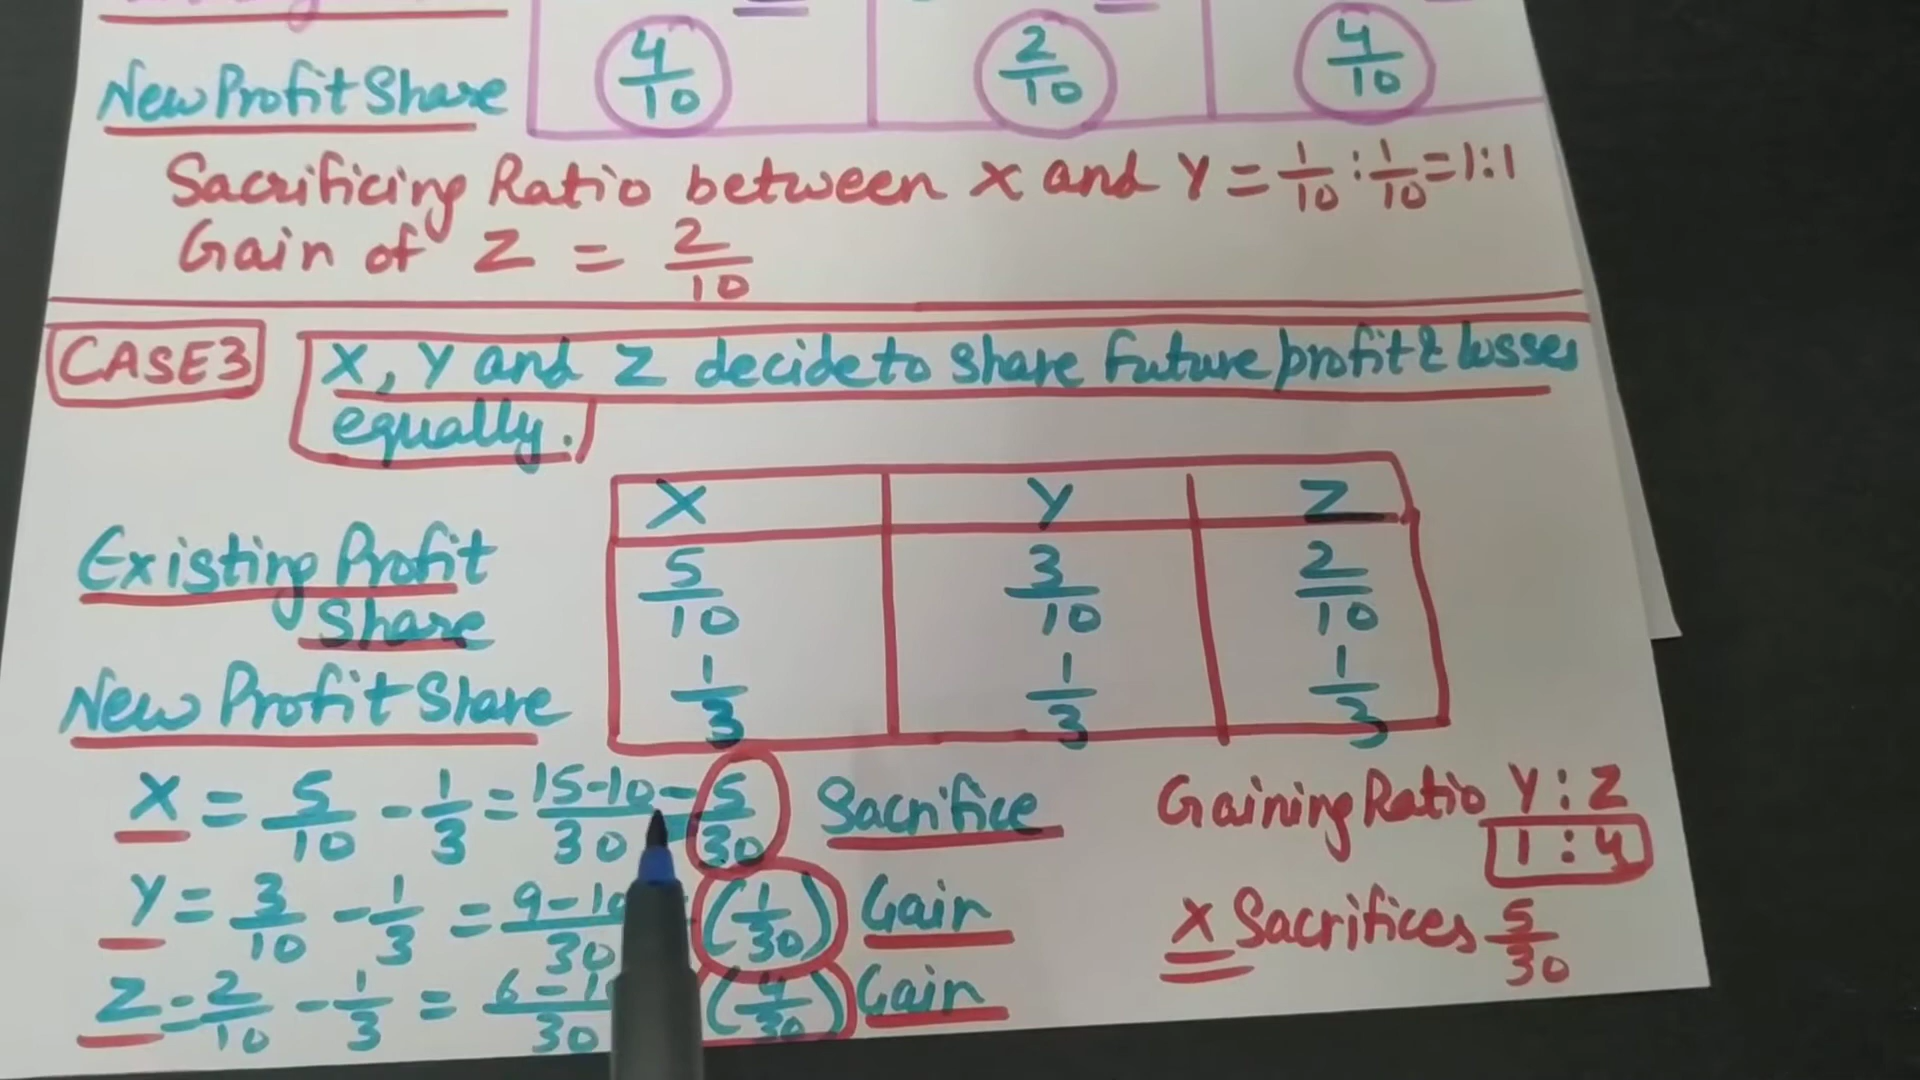 New Profit Share 4/10 2/10 4/10
Sacrificing Ratio between X and Y = 1/10 : 1/10 = 1:1
Gain of Z = 2/10
CASE 3 X, Y and Z decide to share future profit & losses
equally.
X Y Z
Existing Profit Share 5/10 3/10 2/10
New Profit Share 1/3 1/3 1/3
X = 5/10 - 1/3 = 15-10/30 = 5/30 Sacrifice
Y = 3/10 - 1/3 = 9-10/30 = (1/30) Gain
Z = 2/10 - 1/3 = 6-1 /30 (4/30) Gain
Gaining Ratio Y : Z
1 : 4
X Sacrifices 5/30